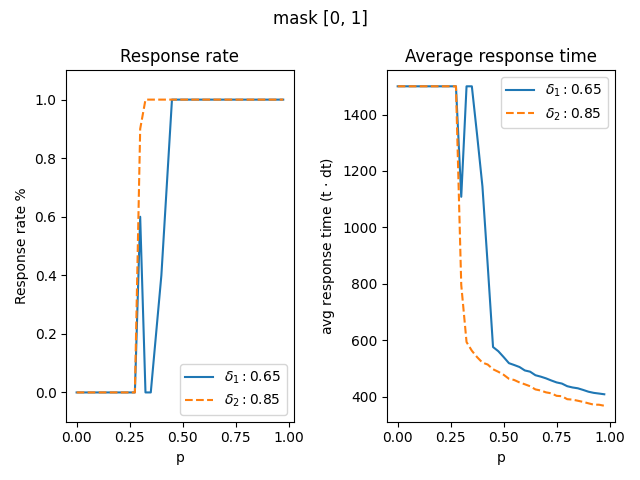 mask [0, 1]
Response rate
Response rate %
1.0
0.8
0.6
0.4
0.2
0.0
δ₁ : 0.65
δ₂ : 0.85
0.00 0.25 0.50 0.75 1.00
p
Average response time
avg response time (t · dt)
1400
1200
1000
800
600
400
δ₁ : 0.65
δ₂ : 0.85
0.00 0.25 0.50 0.75 1.00
p